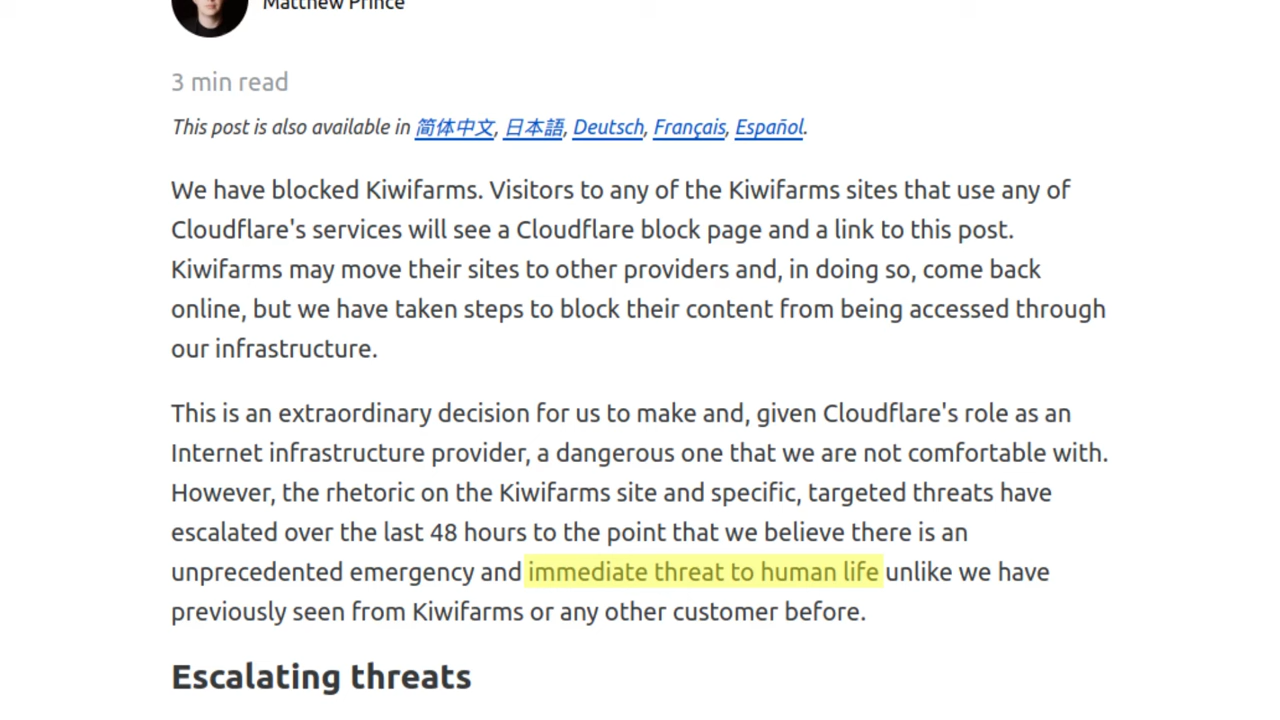 Matthew Prince
3 min read
This post is also available in 简体中文, 日本語, Deutsch, Français, Español.
We have blocked Kiwifarms. Visitors to any of the Kiwifarms sites that use any of
Cloudflare's services will see a Cloudflare block page and a link to this post.
Kiwifarms may move their sites to other providers and, in doing so, come back
online, but we have taken steps to block their content from being accessed through
our infrastructure.
This is an extraordinary decision for us to make and, given Cloudflare's role as an
Internet infrastructure provider, a dangerous one that we are not comfortable with.
However, the rhetoric on the Kiwifarms site and specific, targeted threats have
escalated over the last 48 hours to the point that we believe there is an
unprecedented emergency and immediate threat to human life unlike we have
previously seen from Kiwifarms or any other customer before.
Escalating threats